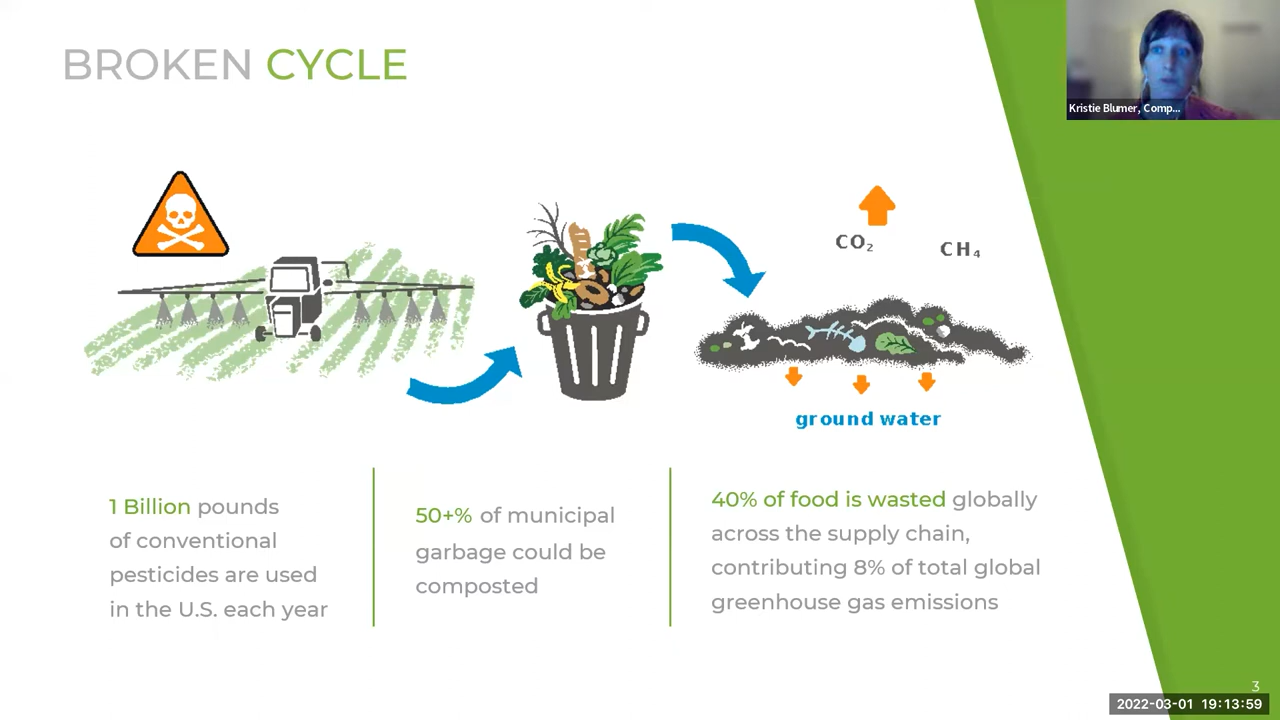 BROKEN CYCLE
Kristie Blumer, Comp...
CO₂
CH₄
ground water
1 Billion pounds
of conventional
pesticides are used
in the U.S. each year
50+% of municipal
garbage could be
composted
40% of food is wasted globally
across the supply chain,
contributing 8% of total global
greenhouse gas emissions
3
2022-03-01 19:13:59